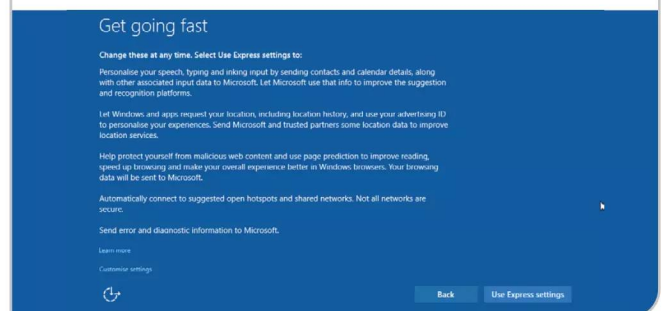 Get going fast
Change these at any time. Select Use Express settings to:
Personalise your speech, typing and inking input by sending contacts and calendar details, along
with other associated input data to Microsoft. Let Microsoft use that info to improve the suggestion
and recognition platforms.
Let Windows and apps request your location, including location history, and use your advertising ID
to personalise your experiences. Send Microsoft and trusted partners some location data to improve
location services.
Help protect yourself from malicious web content and use page prediction to improve reading,
speed up browsing and make your overall experience better in Windows browsers. Your browsing
data will be sent to Microsoft.
Automatically connect to suggested open hotspots and shared networks. Not all networks are
secure.
Send error and diagnostic information to Microsoft.
Learn more
Customise settings
Back
Use Express settings